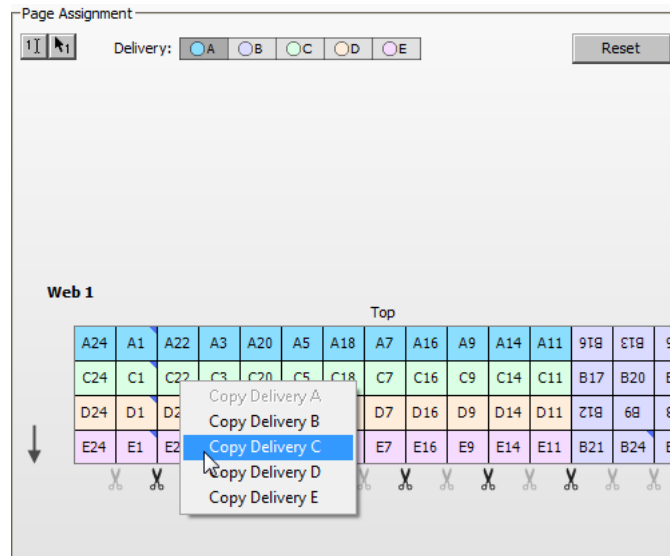 Page Assignment
1 1 Delivery: A B C D E Reset
Web 1
Top
A24 A1 A22 A3 A20 A5 A18 A7 A16 A9 A14 A11 B16 B13
C24 C1 C22 C3 C20 C5 C18 C7 C16 C9 C14 C11 B17 B20
D24 D1 D7 D16 D9 D14 D11 B12 B9
E24 E1 E7 E16 E9 E14 E11 B21 B24
Copy Delivery A
Copy Delivery B
Copy Delivery C
Copy Delivery D
Copy Delivery E